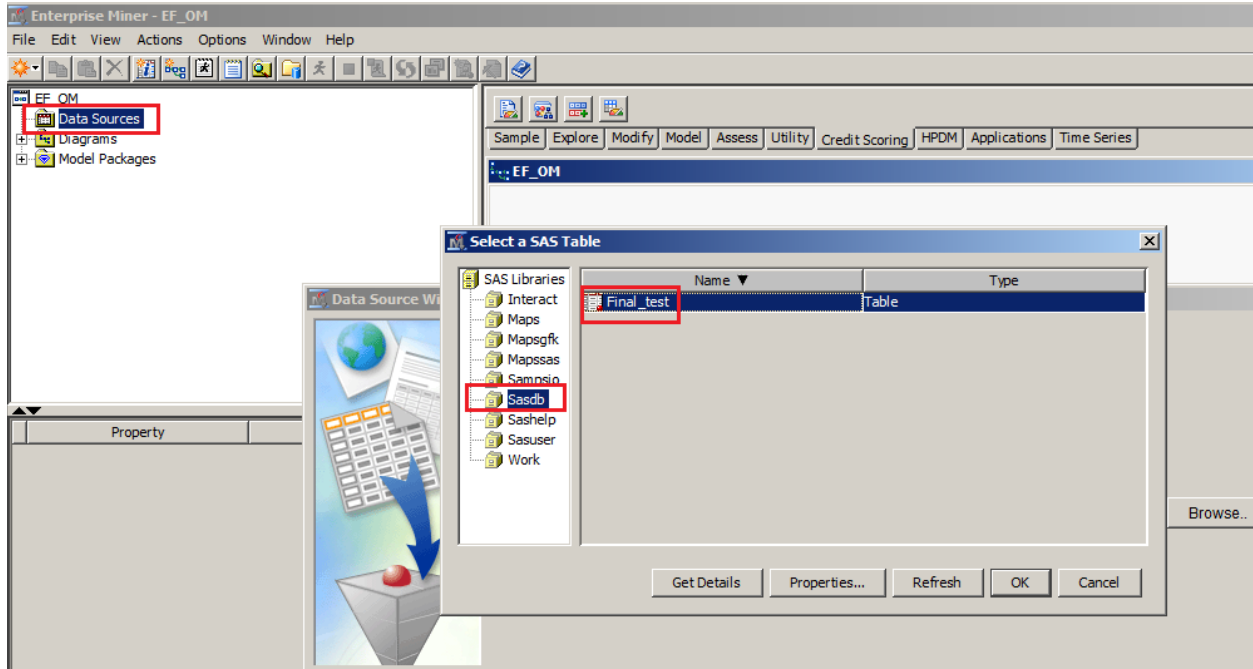 Enterprise Miner - EF_OM
File Edit View Actions Options Window Help
EF_OM
Data Sources
Diagrams
Model Packages
Sample Explore Modify Model Assess Utility Credit Scoring HPDM Applications Time Series
EF_OM
Select a SAS Table
SAS Libraries
Interact
Maps
Mapsgfk
Mapssas
Sampsio
Sasdb
Sashelp
Sasuser
Work
Name ▼ Type
Final_test Table
Data Source Wi
Property
Browse..
Get Details Properties... Refresh OK Cancel